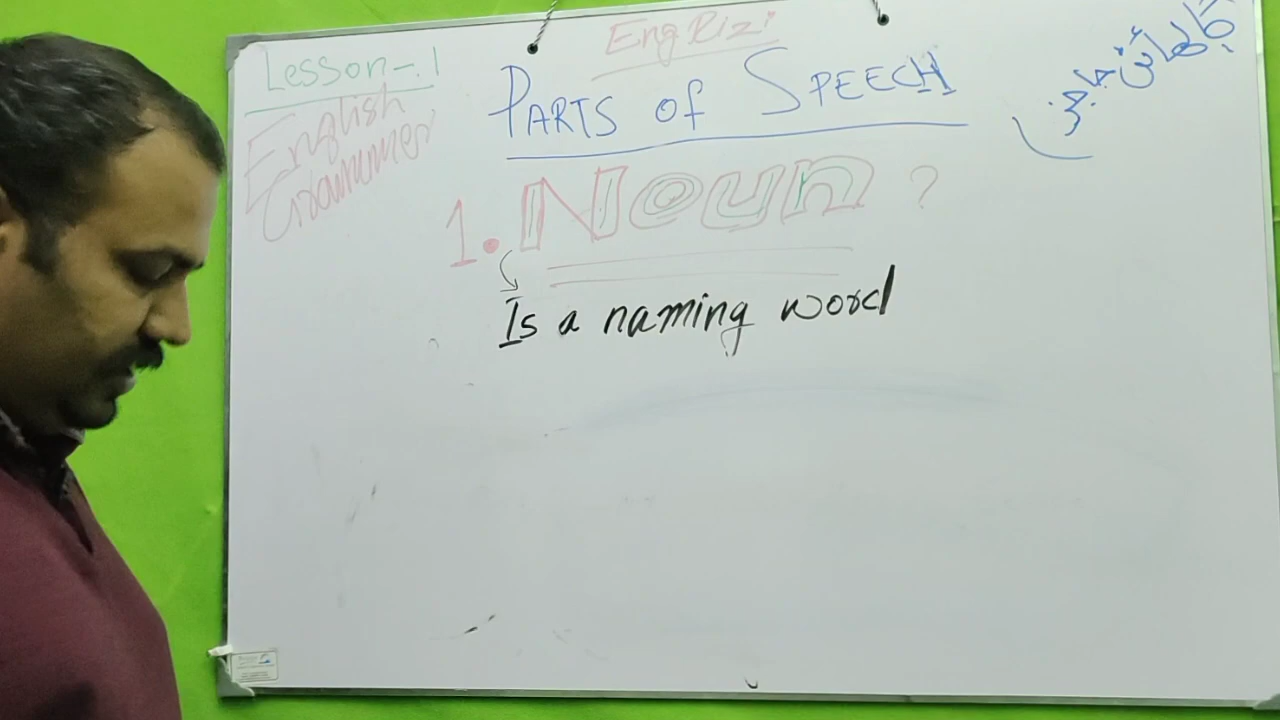 Eng Rizi
Lesson-.1
English
Grammmer
PARTS of SPEECH
1. Noun ?
Is a naming word